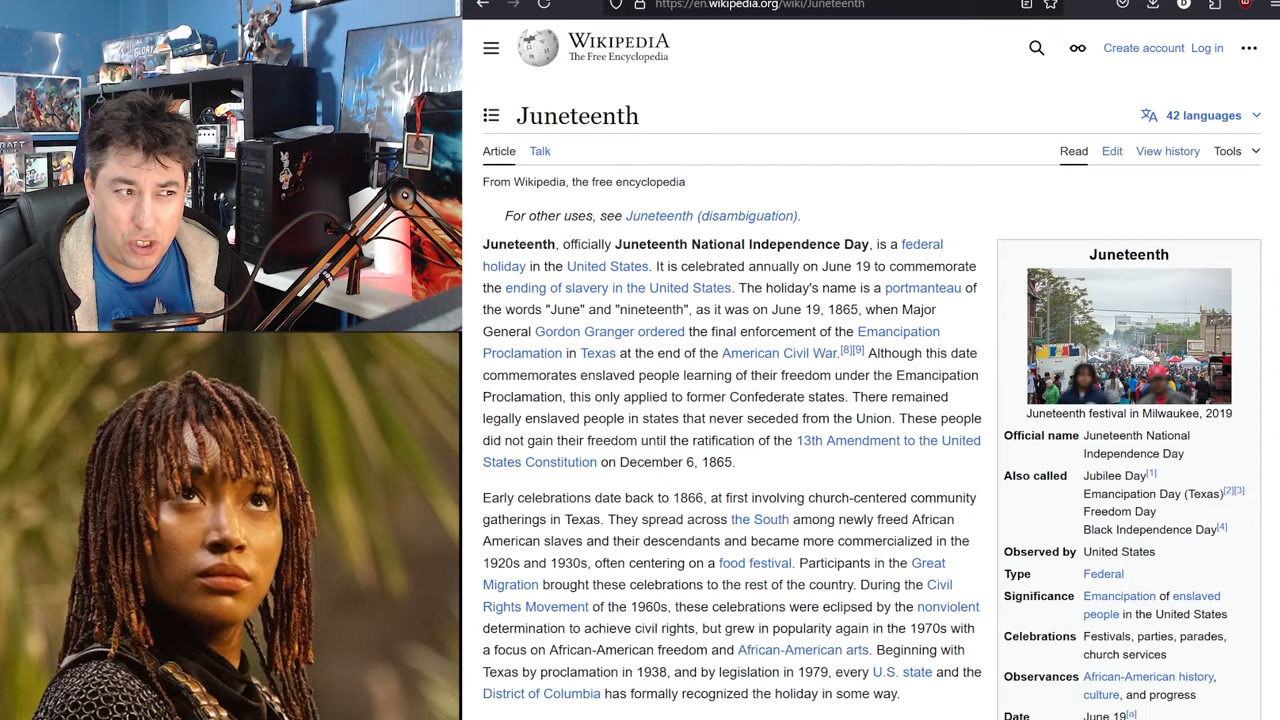 https://en.wikipedia.org/wiki/Juneteenth
GLORY
WIKIPEDIA
The Free Encyclopedia
Create account Log in
Juneteenth
42 languages
Article Talk
Read Edit View history Tools
From Wikipedia, the free encyclopedia
For other uses, see Juneteenth (disambiguation).
Juneteenth, officially Juneteenth National Independence Day, is a federal
holiday in the United States. It is celebrated annually on June 19 to commemorate
the ending of slavery in the United States. The holiday's name is a portmanteau of
the words "June" and "nineteenth", as it was on June 19, 1865, when Major
General Gordon Granger ordered the final enforcement of the Emancipation
Proclamation in Texas at the end of the American Civil War.[8][9] Although this date
commemorates enslaved people learning of their freedom under the Emancipation
Proclamation, this only applied to former Confederate states. There remained
legally enslaved people in states that never seceded from the Union. These people
did not gain their freedom until the ratification of the 13th Amendment to the United
States Constitution on December 6, 1865.
Early celebrations date back to 1866, at first involving church-centered community
gatherings in Texas. They spread across the South among newly freed African
American slaves and their descendants and became more commercialized in the
1920s and 1930s, often centering on a food festival. Participants in the Great
Migration brought these celebrations to the rest of the country. During the Civil
Rights Movement of the 1960s, these celebrations were eclipsed by the nonviolent
determination to achieve civil rights, but grew in popularity again in the 1970s with
a focus on African-American freedom and African-American arts. Beginning with
Texas by proclamation in 1938, and by legislation in 1979, every U.S. state and the
District of Columbia has formally recognized the holiday in some way.
Juneteenth
Juneteenth festival in Milwaukee, 2019
Official name Juneteenth National
Independence Day
Also called Jubilee Day[1]
Emancipation Day (Texas)[2][3]
Freedom Day
Black Independence Day[4]
Observed by United States
Type Federal
Significance Emancipation of enslaved
people in the United States
Celebrations Festivals, parties, parades,
church services
Observances African-American history,
culture, and progress
Date June 19[a]